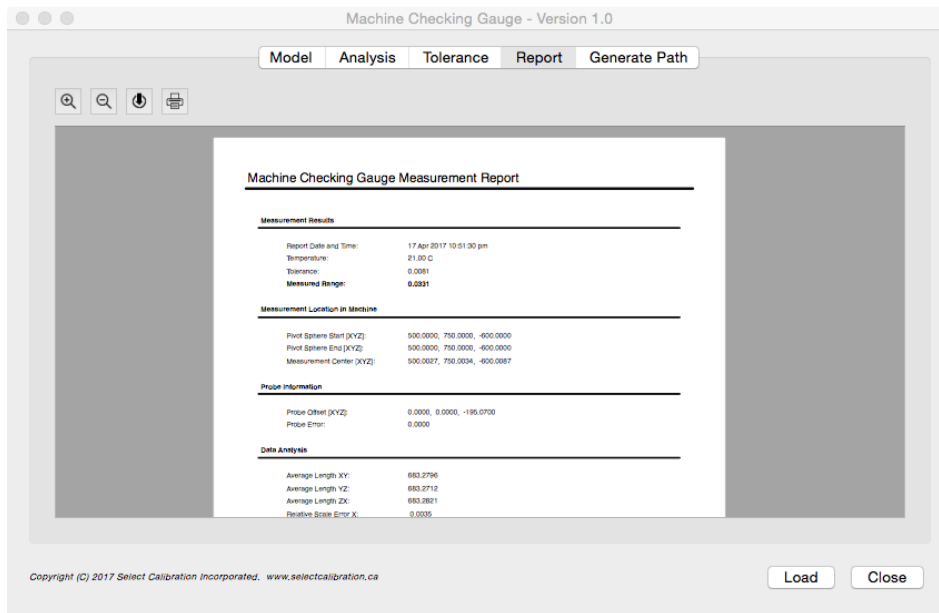 Machine Checking Gauge - Version 1.0
Model Analysis Tolerance Report Generate Path
Machine Checking Gauge Measurement Report
Measurement Results
Report Date and Time: 17 Apr 2017 10:51:30 pm
Temperature: 21.00 C
Tolerance: 0.0081
Measured Range: 0.0331
Measurement Location in Machine
Pivot Sphere Start [XYZ]: 500.0000, 750.0000, -600.0000
Pivot Sphere End [XYZ]: 500.0000, 750.0000, -600.0000
Measurement Center [XYZ]: 500.0027, 750.0034, -600.0087
Probe Information
Probe Offset [XYZ]: 0.0000, 0.0000, -195.0700
Probe Error: 0.0000
Data Analysis
Average Length XY: 683.2796
Average Length YZ: 683.2712
Average Length ZX: 683.2821
Relative Scale Error X: 0.0035
Copyright (C) 2017 Select Calibration Incorporated. www.selectcalibration.ca
Load Close